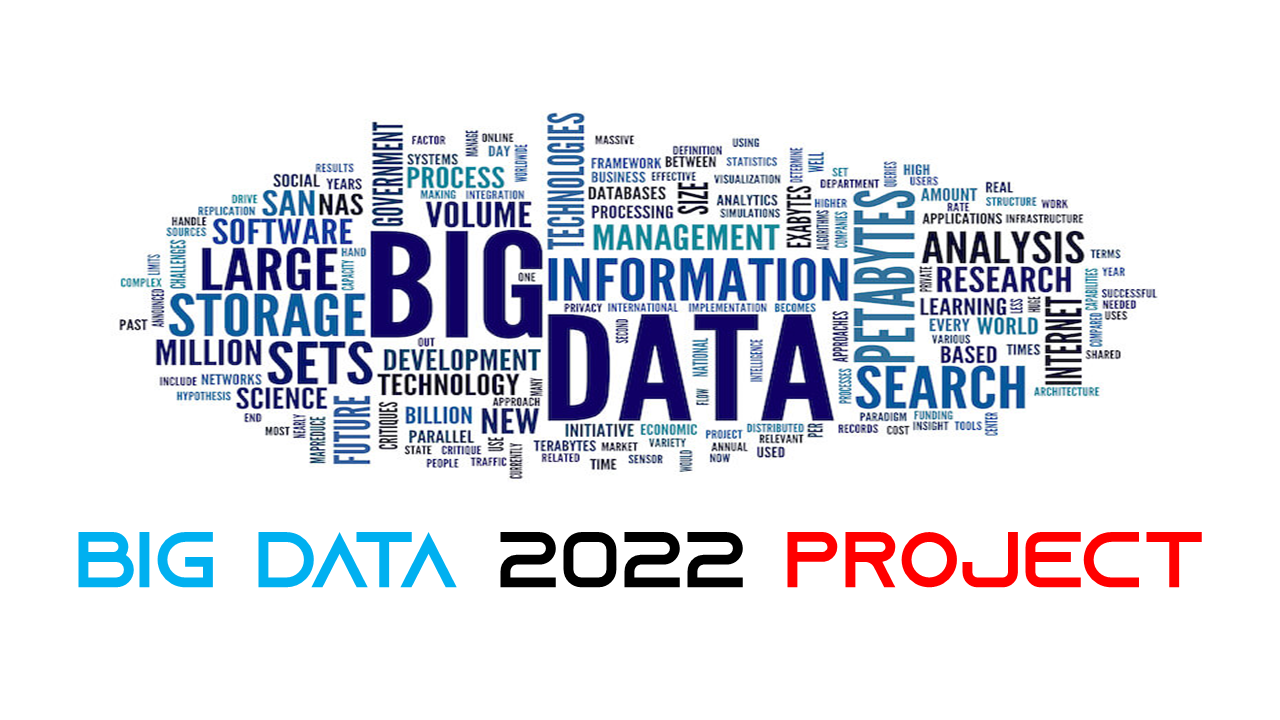 GOVERNMENT
FACTOR
MANAGE
ONLINE
DAY
WORLDWIDE
SYSTEMS
PROCESS
MAKING INTEGRATION
VOLUME
RESULTS
SOCIAL YEARS
DRIVE
SAN NAS
REPLICATION
HANDLE
SOURCES
SOFTWARE
CHALLENGES
LIMITS
COMPLEX
ANNOUNCED
LARGE
HAND
CAPACITY
STORAGE
PAST
MILLION
SETS
INCLUDE NETWORKS
HYPOTHESIS
SCIENCE
END
MOST
NEARLY
MAPREDUCE
FUTURE
BIG
ONE
OUT
DEVELOPMENT
TECHNOLOGY
MANY
CRITIQUES
BILLION
APPROACH
NEW
PARALLEL
USE
STATE CRITIQUE
PEOPLE TRAFFIC
CURRENTLY
TECHNOLOGIES
MASSIVE
DEFINITION
USING
FRAMEWORK BETWEEN STATISTICS
BUSINESS EFFECTIVE
VISUALIZATION
DETERMINE
WELL
DATABASES
SIZE
ANALYTICS
PROCESSING
SIMULATIONS
EXABYTES
SET
DEPARTMENT
QUERIES
HIGHER
ALGORITHMS
COMPANIES
MANAGEMENT
INFORMATION
PRIVACY INTERNATIONAL IMPLEMENTATION BECOMES
DATA
SECOND
NATIONAL
FLOW
INTELLIGENCE
APPROACHES
PROCESSES
INITIATIVE ECONOMIC
PROJECT
DISTRIBUTED
RELEVANT
PER
TERABYTES MARKET
VARIETY
ANNUAL
RELATED
TIME
SENSOR
WOULD
NOW
USED
PETABYTES
HIGH
USERS
AMOUNT
REAL
RATE
STRUCTURE WORK
APPLICATIONS INFRASTRUCTURE
ANALYSIS
TERMS
PRIVATE
RESEARCH
YEAR
CAPABILITIES
SUCCESSFUL
LEARNING
LESS
HUGE
INTERNET
NEEDED
USES
EVERY WORLD
VARIOUS
COMPARED
BASED
TIMES
SHARED
SEARCH
ARCHITECTURE
PARADIGM FUNDING
RECORDS COST INSIGHT TOOLS
CENTER
BIG DATA 2022 PROJECT